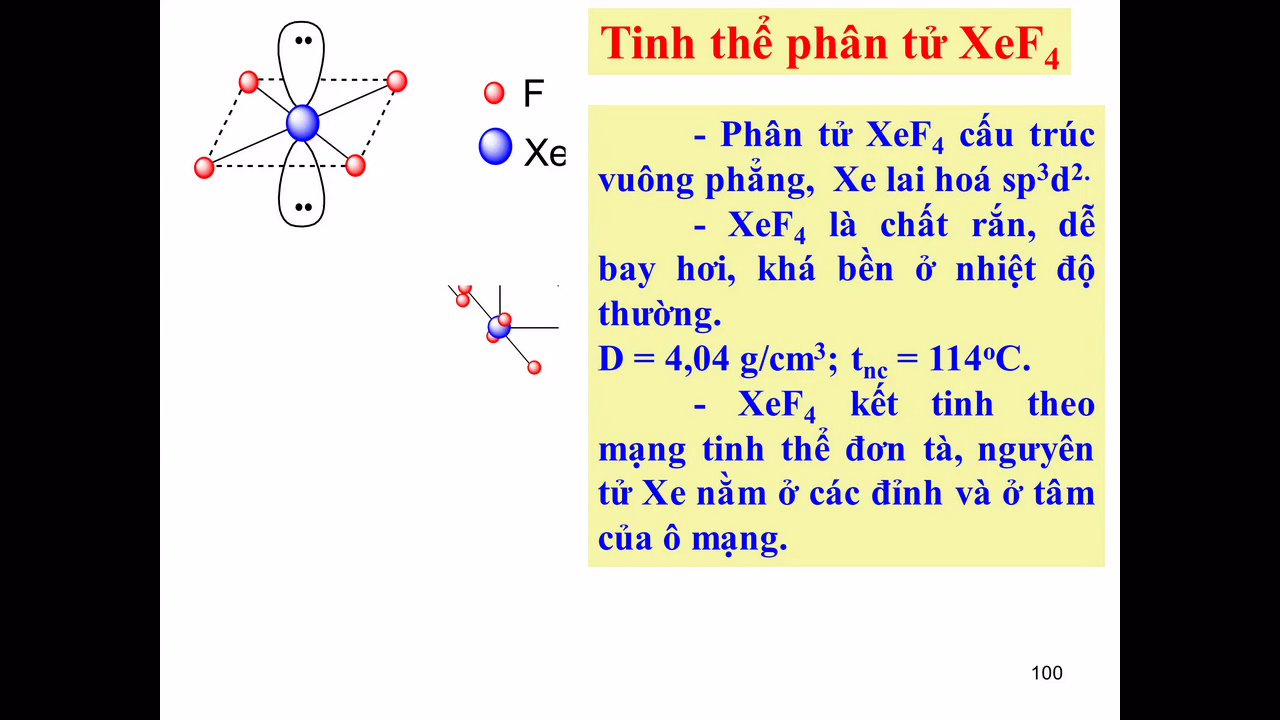 Tinh thể phân tử XeF₄
F
Xe
- Phân tử XeF₄ cấu trúc
vuông phẳng, Xe lai hoá sp³d².
- XeF₄ là chất rắn, dễ
bay hơi, khá bền ở nhiệt độ
thường.
D = 4,04 g/cm³; tnc = 114ᵒC.
- XeF₄ kết tinh theo
mạng tinh thể đơn tà, nguyên
tử Xe nằm ở các đỉnh và ở tâm
của ô mạng.
100